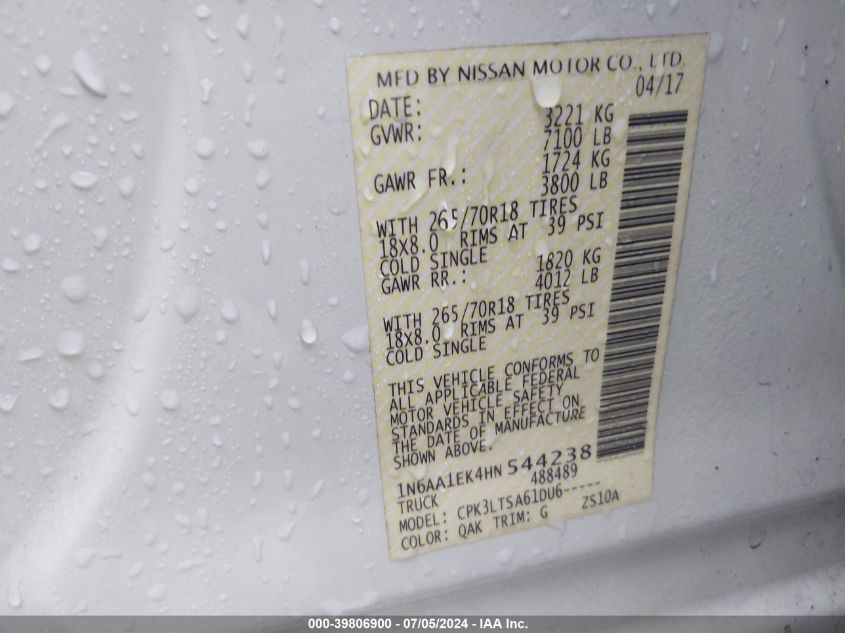 MFD BY NISSAN MOTOR CO., LTD.
DATE: 04/17
GVWR: 3221 KG
7100 LB
GAWR FR.: 1724 KG
3800 LB
WITH 265/70R18 TIRES
18X8.0 RIMS AT 39 PSI
COLD SINGLE
GAWR RR.: 1820 KG
4012 LB
WITH 265/70R18 TIRES
18X8.0 RIMS AT 39 PSI
COLD SINGLE
THIS VEHICLE CONFORMS TO
ALL APPLICABLE FEDERAL
MOTOR VEHICLE SAFETY
STANDARDS IN EFFECT ON
THE DATE OF MANUFACTURE
SHOWN ABOVE.
1N6AA1EK4HN 544238
TRUCK 488489
MODEL: CPK3LTSA61DU6-----
COLOR: QAK TRIM: G ZS10A
000-39806900 - 07/05/2024 - IAA Inc.